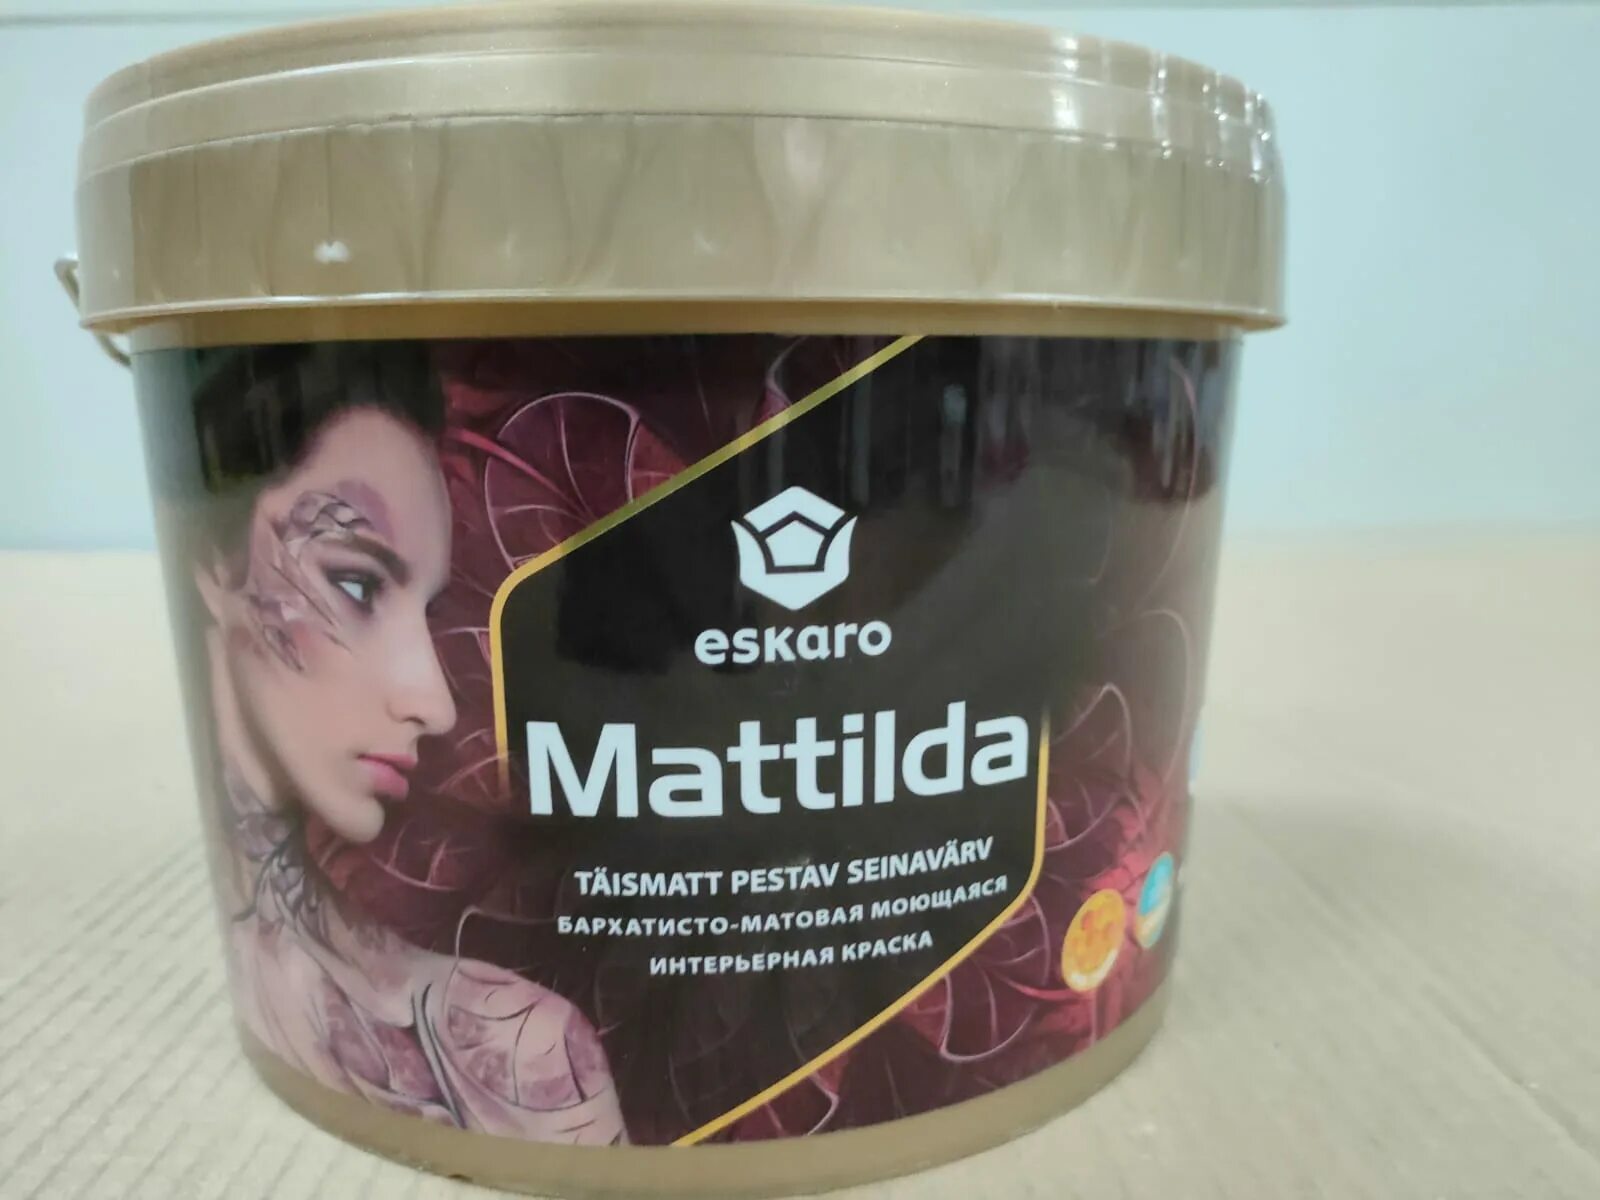 eskaro
Mattilda
TÄISMATT PESTAV SEINAVÄRV
БАРХАТИСТО-МАТОВАЯ МОЮЩАЯСЯ
ИНТЕРЬЕРНАЯ КРАСКА